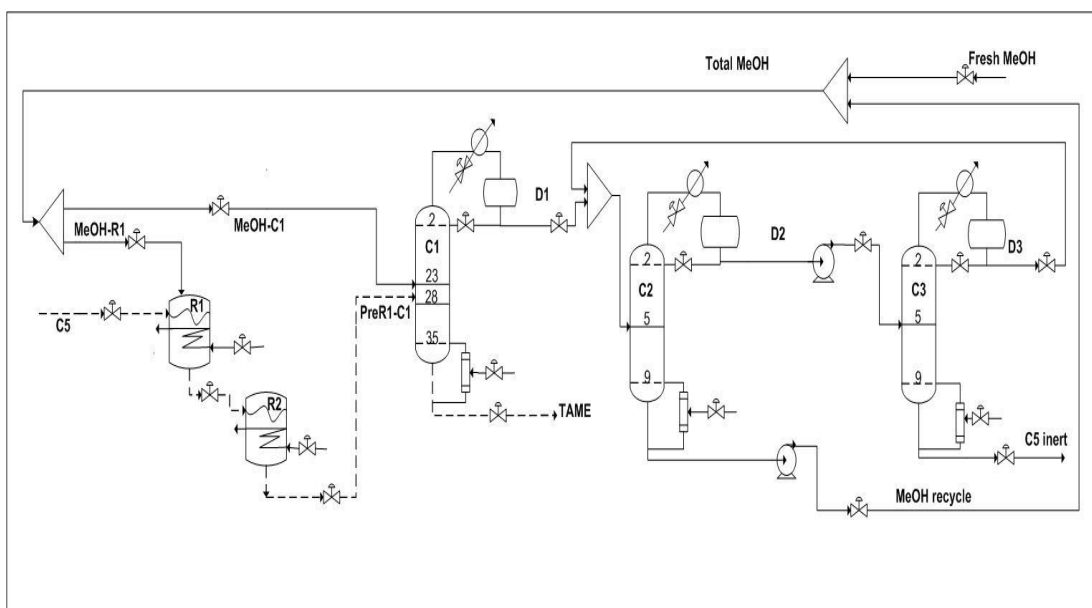 Total MeOH
Fresh MeOH
MeOH-R1
MeOH-C1
C5
R1
R2
PreR1-C1
2
C1
23
28
35
D1
TAME
2
C2
5
9
D2
2
C3
5
9
D3
C5 inert
MeOH recycle